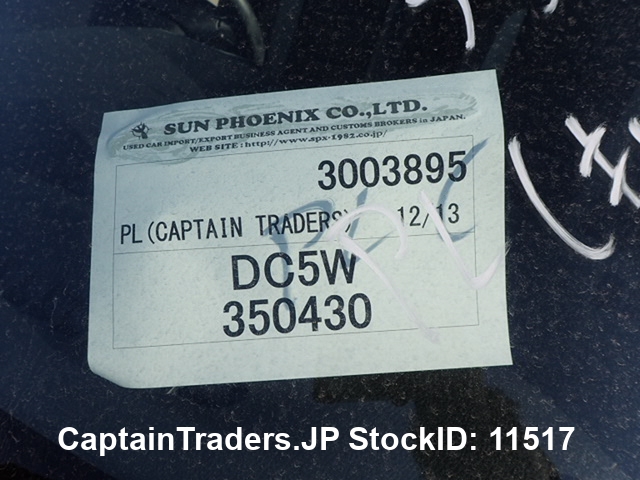 SUN PHOENIX CO.,LTD.
USED CAR IMPORT/EXPORT BUSINESS AGENT AND CUSTOMS BROKERS in JAPAN.
WEB SITE : http://www.spx-1982.co.jp/
3003895
PL(CAPTAIN TRADERS) 12/13
DC5W
350430
PL
CaptainTraders.JP StockID: 11517